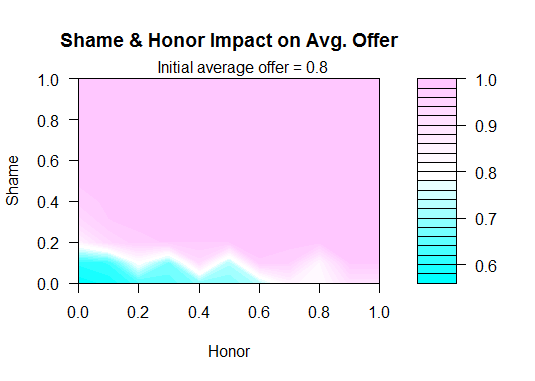 Shame & Honor Impact on Avg. Offer
Initial average offer = 0.8
Shame
1.0
0.8
0.6
0.4
0.2
0.0
0.0 0.2 0.4 0.6 0.8 1.0
Honor
1.0
0.9
0.8
0.7
0.6